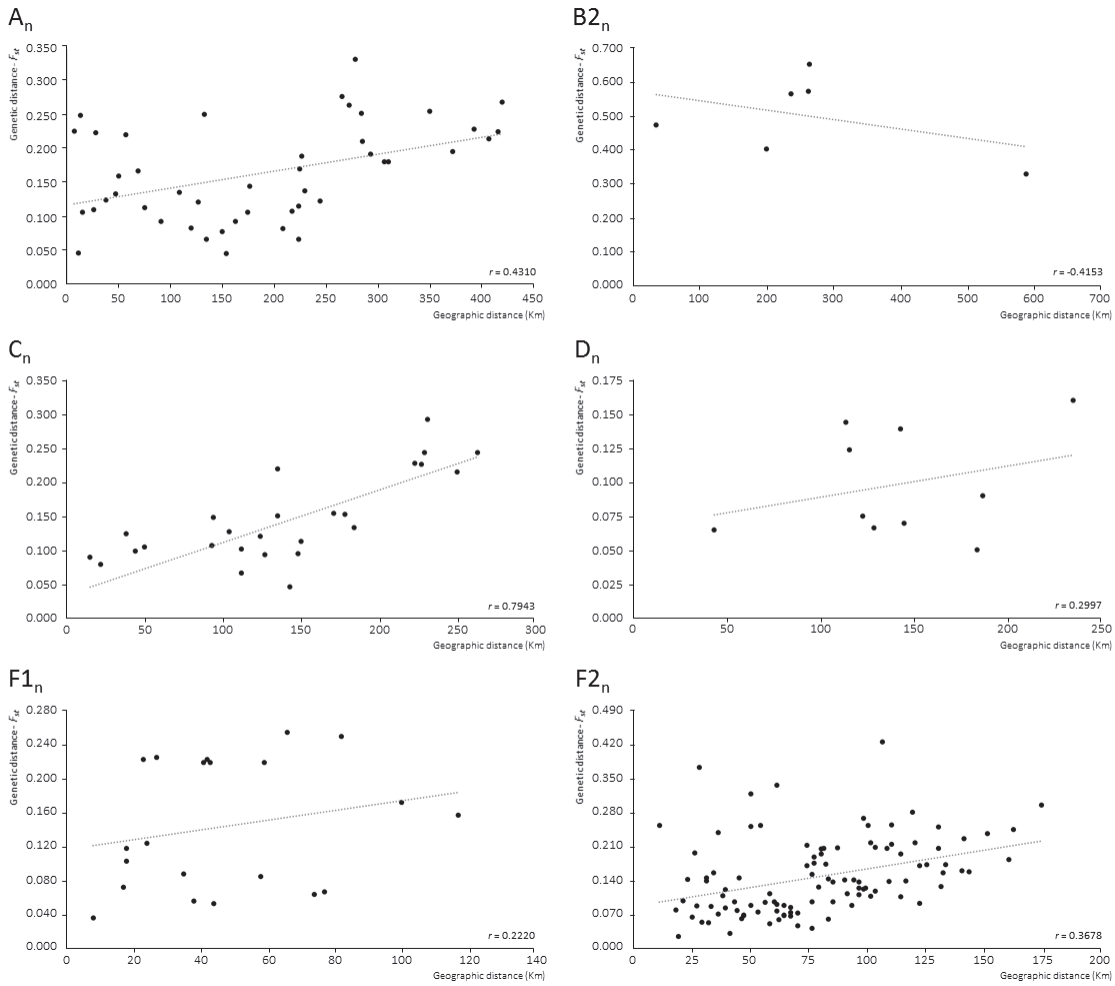 An
Genetic distance - Fst
0.350
0.300
0.250
0.200
0.150
0.100
0.050
0.000
0 50 100 150 200 250 300 350 400 450
r = 0.4310
Geographic distance (Km)
B2n
Genetic distance - Fst
0.700
0.600
0.500
0.400
0.300
0.200
0.100
0.000
0 100 200 300 400 500 600 700
r = -0.4153
Geographic distance (Km)
Cn
Genetic distance - Fst
0.350
0.300
0.250
0.200
0.150
0.100
0.050
0.000
0 50 100 150 200 250 300
r = 0.7943
Geographic distance (Km)
Dn
Genetic distance - Fst
0.175
0.150
0.125
0.100
0.075
0.050
0.025
0.000
0 50 100 150 200 250
r = 0.2997
Geographic distance (Km)
F1n
Genetic distance - Fst
0.280
0.240
0.200
0.160
0.120
0.080
0.040
0.000
0 20 40 60 80 100 120 140
r = 0.2220
Geographic distance (Km)
F2n
Genetic distance - Fst
0.490
0.420
0.350
0.280
0.210
0.140
0.070
0.000
0 25 50 75 100 125 150 175 200
r = 0.3678
Geographic distance (Km)